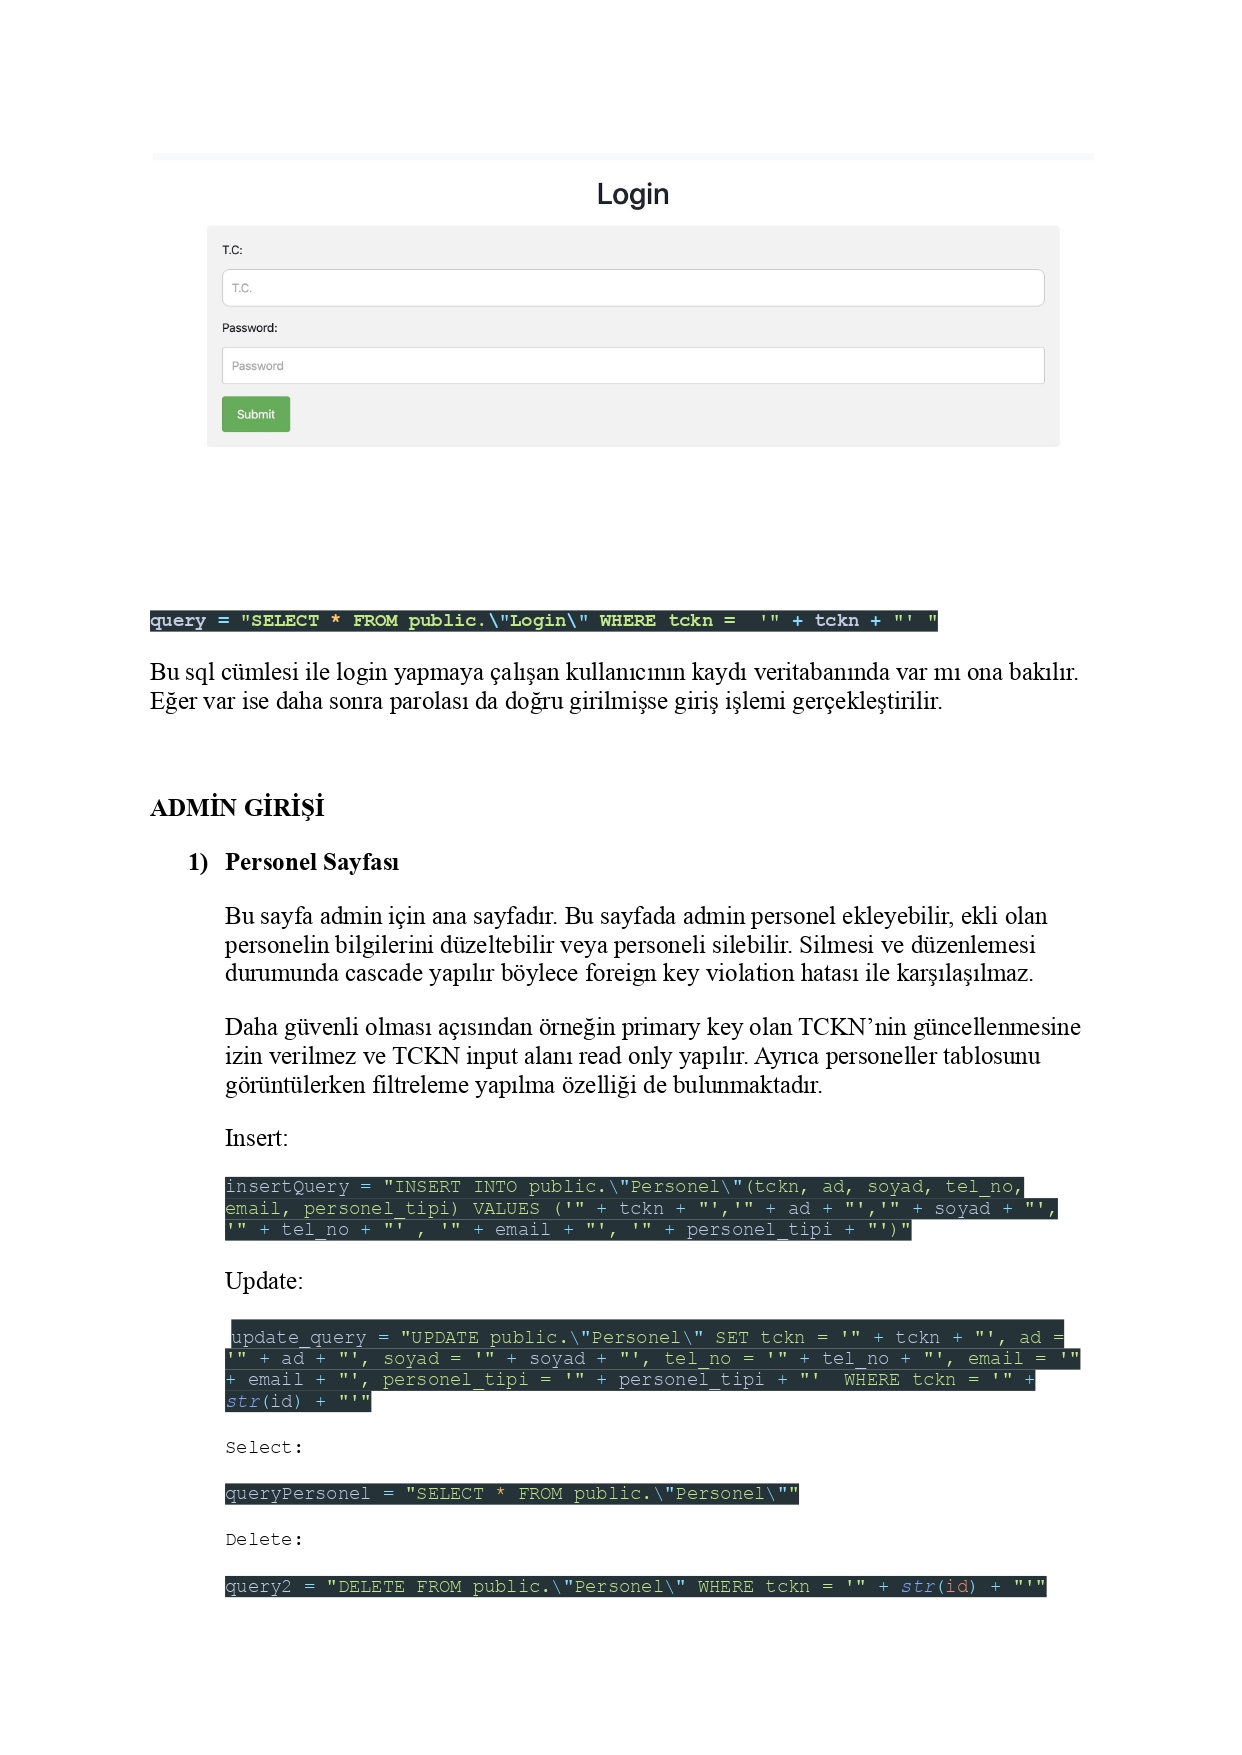 Login
T.C:
T.C.
Password:
Password
Submit
query = "SELECT * FROM public.\"Login\" WHERE tckn =  '" + tckn + "' "
Bu sql cümlesi ile login yapmaya çalışan kullanıcının kaydı veritabanında var mı ona bakılır.
Eğer var ise daha sonra parolası da doğru girilmişse giriş işlemi gerçekleştirilir.
ADMİN GİRİŞİ
1) Personel Sayfası
Bu sayfa admin için ana sayfadır. Bu sayfada admin personel ekleyebilir, ekli olan
personelin bilgilerini düzeltebilir veya personeli silebilir. Silmesi ve düzenlemesi
durumunda cascade yapılır böylece foreign key violation hatası ile karşılaşılmaz.
Daha güvenli olması açısından örneğin primary key olan TCKN’nin güncellenmesine
izin verilmez ve TCKN input alanı read only yapılır. Ayrıca personeller tablosunu
görüntülerken filtreleme yapılma özelliği de bulunmaktadır.
Insert:
insertQuery = "INSERT INTO public.\"Personel\"(tckn, ad, soyad, tel_no,
email, personel_tipi) VALUES ('" + tckn + "','" + ad + "','" + soyad + "',
'" + tel_no + "' , '" + email + "', '" + personel_tipi + "')"
Update:
update_query = "UPDATE public.\"Personel\" SET tckn = '" + tckn + "', ad =
'" + ad + "', soyad = '" + soyad + "', tel_no = '" + tel_no + "', email = '"
+ email + "', personel_tipi = '" + personel_tipi + "'  WHERE tckn = '" +
str(id) + "'"
Select:
queryPersonel = "SELECT * FROM public.\"Personel\""
Delete:
query2 = "DELETE FROM public.\"Personel\" WHERE tckn = '" + str(id) + "'"